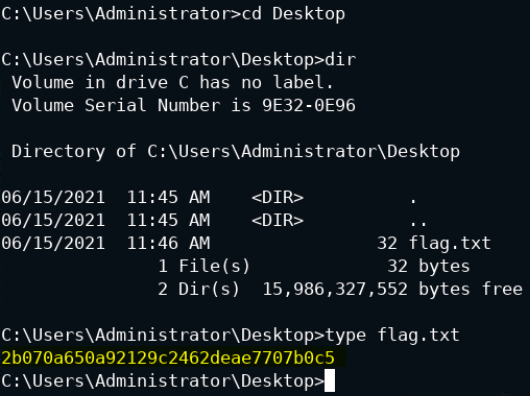 C:\Users\Administrator>cd Desktop
C:\Users\Administrator\Desktop>dir
 Volume in drive C has no label.
 Volume Serial Number is 9E32-0E96
 Directory of C:\Users\Administrator\Desktop
06/15/2021  11:45 AM    <DIR>          .
06/15/2021  11:45 AM    <DIR>          ..
06/15/2021  11:46 AM                32 flag.txt
               1 File(s)             32 bytes
               2 Dir(s)  15,986,327,552 bytes free
C:\Users\Administrator\Desktop>type flag.txt
2b070a650a92129c2462deae7707b0c5
C:\Users\Administrator\Desktop>